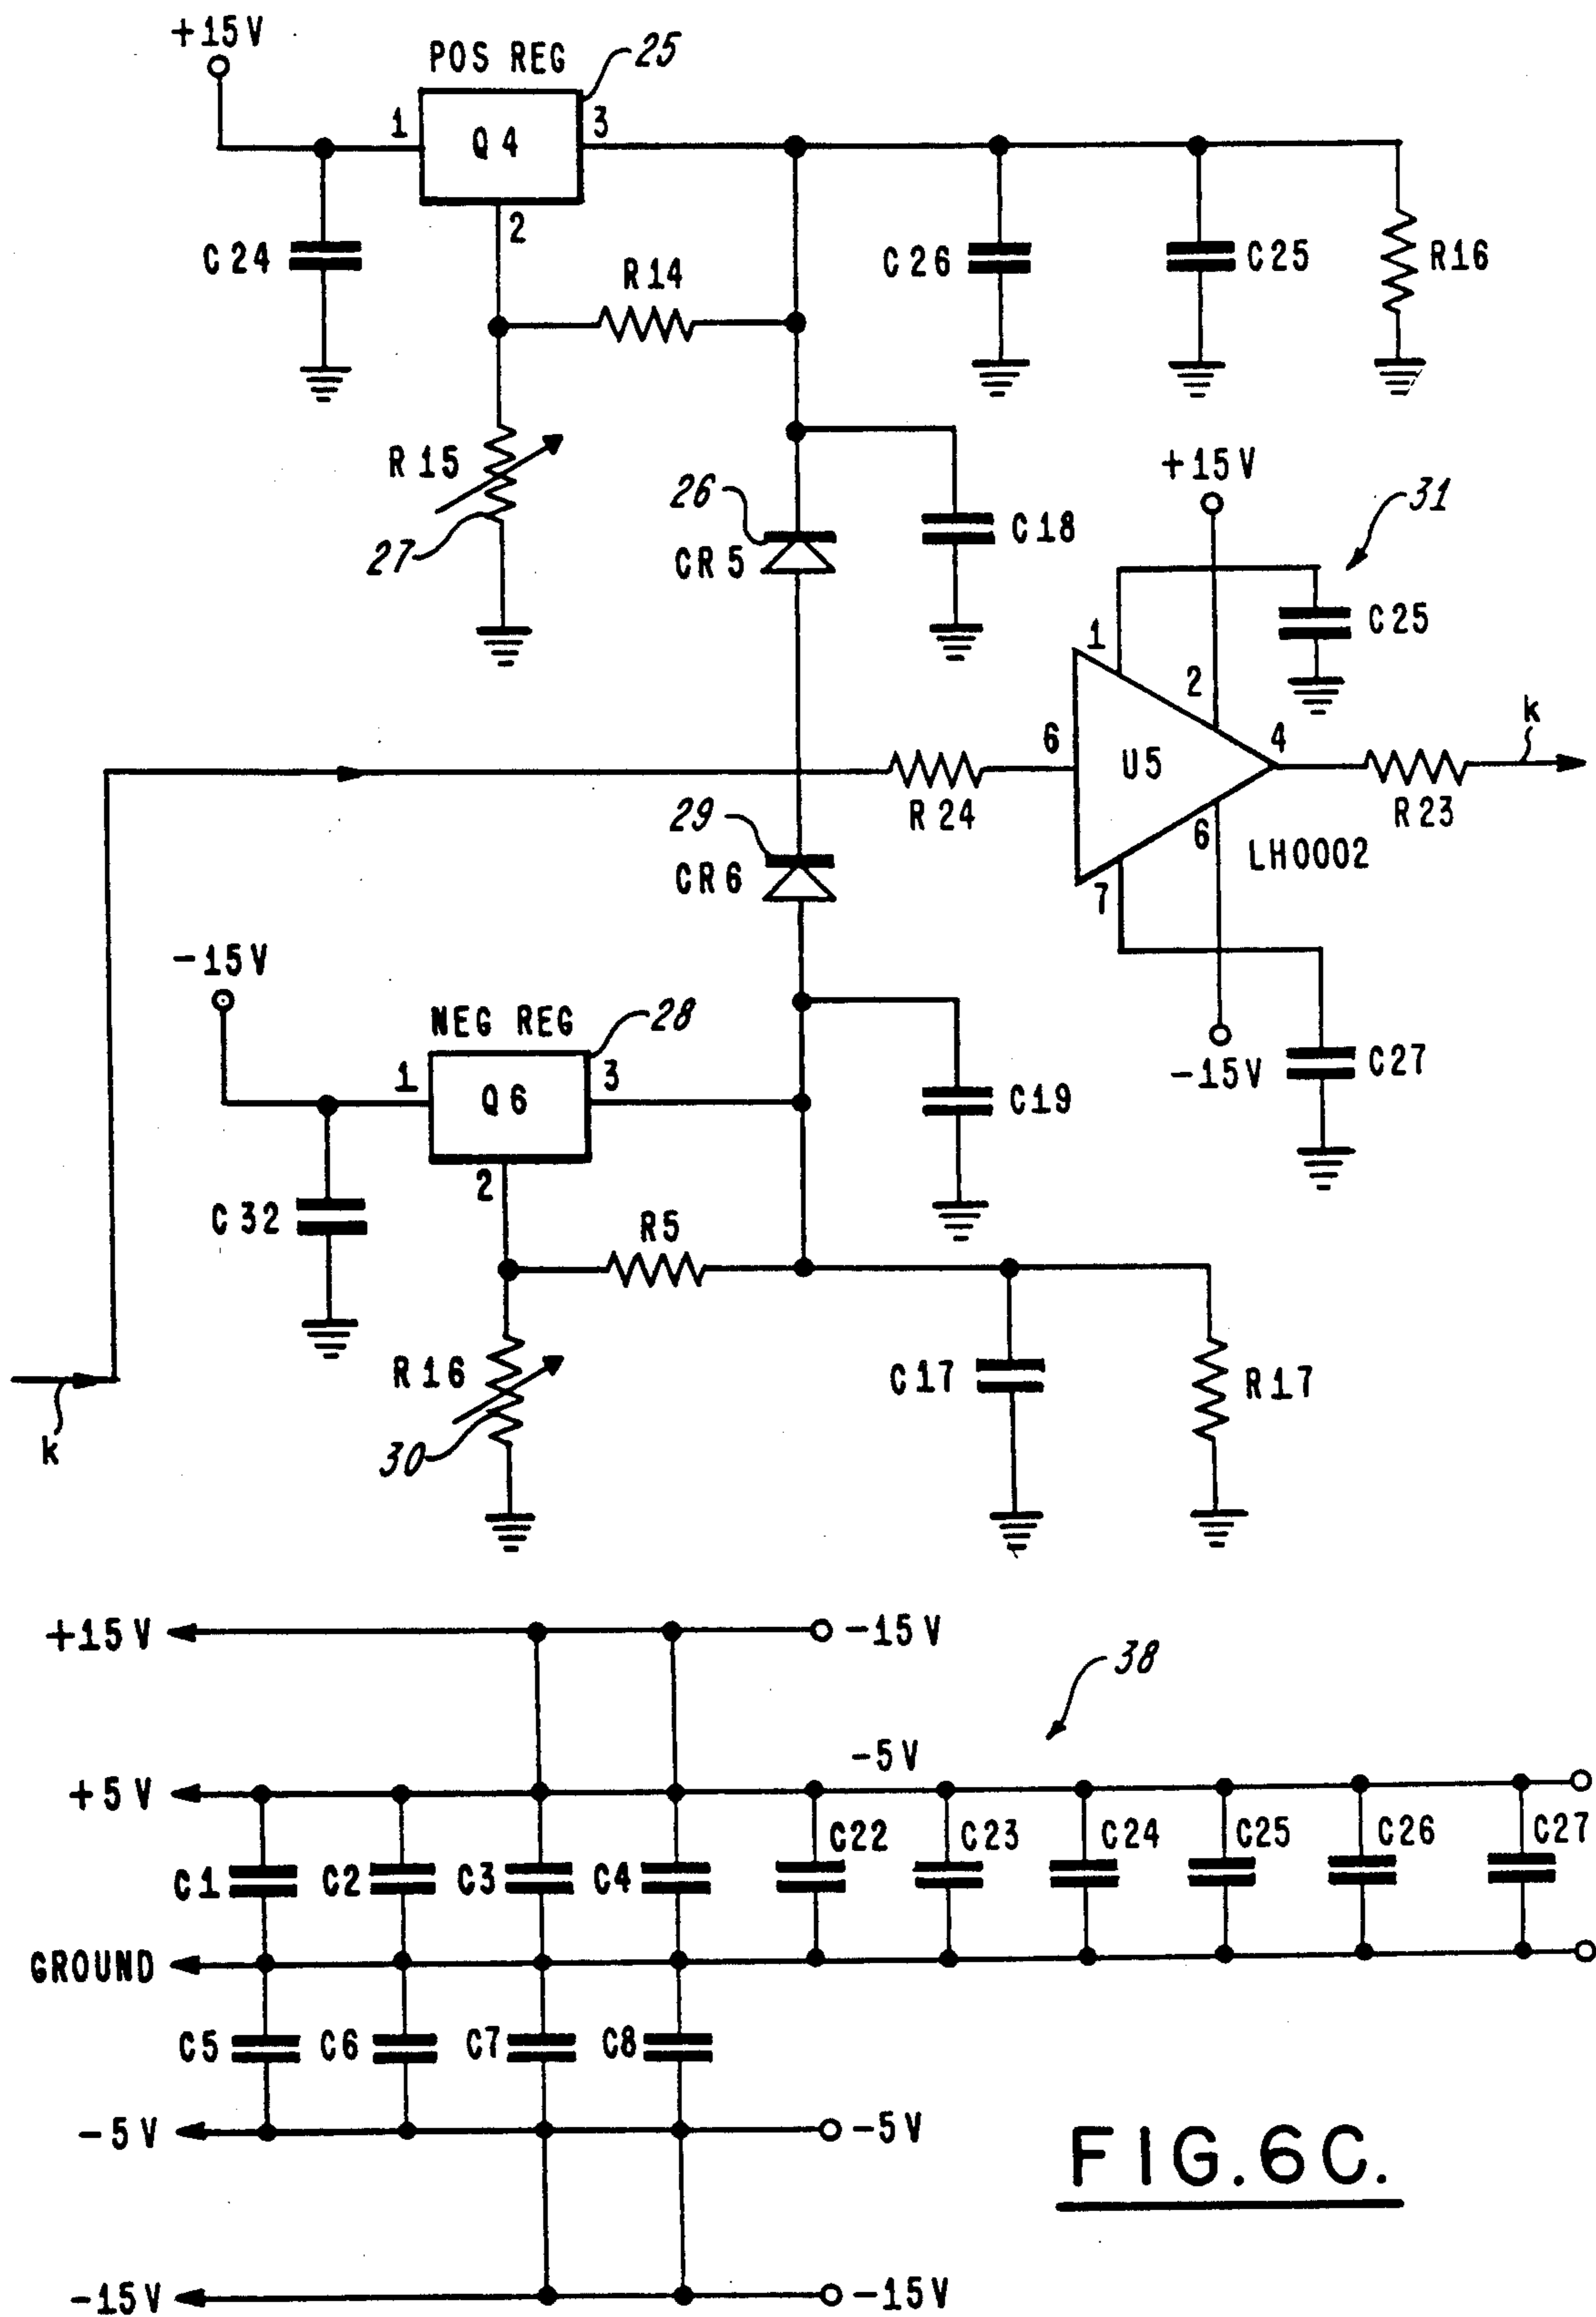 +15V
POS REG
25
1
Q4
3
2
C24
R14
C26
C25
R16
R15
27
26
CR5
C18
+15V
31
1
2
C25
6
U5
4
k
R24
R23
29
CR6
6
LH0002
7
-15V
C27
-15V
NEG REG
28
1
Q6
3
2
C19
C32
R5
R16
30
C17
R17
k
+15V
-15V
38
-5V
+5V
C1
C2
C3
C4
C22
C23
C24
C25
C26
C27
GROUND
C5
C6
C7
C8
-5V
-5V
FIG.6C.
-15V
-15V